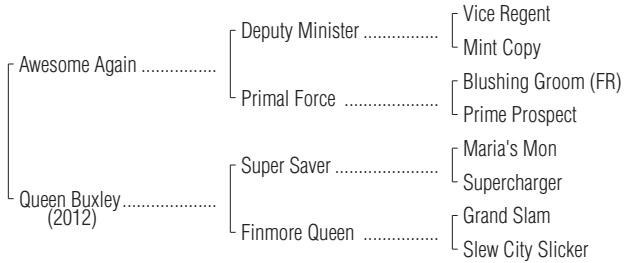 Vice Regent
Deputy Minister ................
Mint Copy
Awesome Again ................
Blushing Groom (FR)
Primal Force ....................
Prime Prospect
Maria's Mon
Super Saver ......................
Supercharger
Queen Buxley....................
(2012)
Grand Slam
Finmore Queen ................
Slew City Slicker